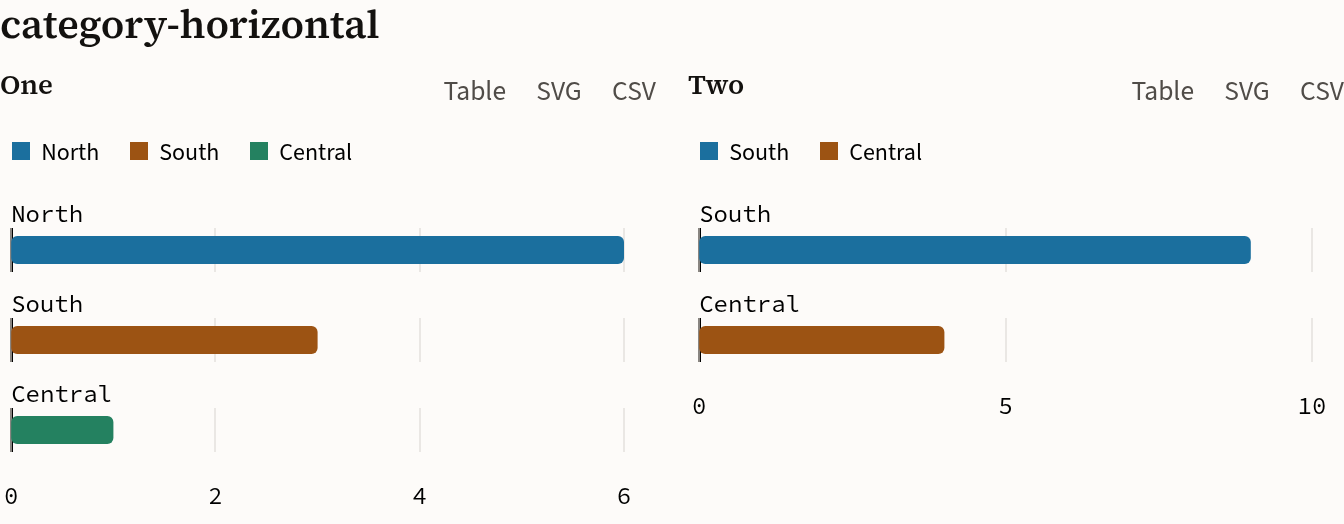 category-horizontal
One
Table SVG CSV
North South Central
North
South
Central
0 2 4 6
Two
Table SVG CSV
South Central
South
Central
0 5 10